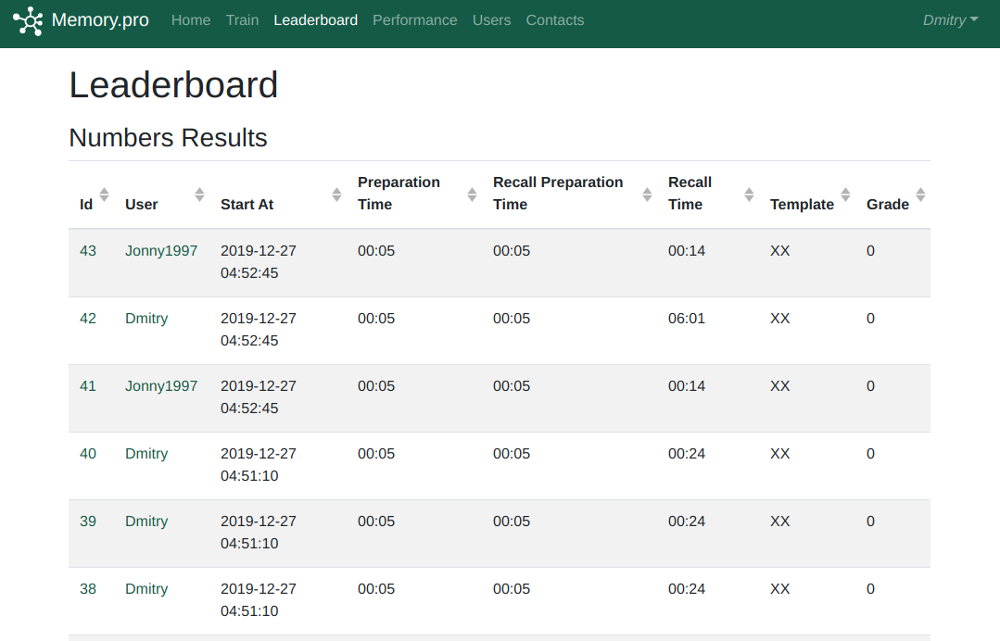 Memory.pro Home Train Leaderboard Performance Users Contacts Dmitry
Leaderboard
Numbers Results
Id User Start At Preparation Time Recall Preparation Time Recall Time Template Grade
43 Jonny1997 2019-12-27 04:52:45 00:05 00:05 00:14 XX 0
42 Dmitry 2019-12-27 04:52:45 00:05 00:05 06:01 XX 0
41 Jonny1997 2019-12-27 04:52:45 00:05 00:05 00:14 XX 0
40 Dmitry 2019-12-27 04:51:10 00:05 00:05 00:24 XX 0
39 Dmitry 2019-12-27 04:51:10 00:05 00:05 00:24 XX 0
38 Dmitry 2019-12-27 04:51:10 00:05 00:05 00:24 XX 0